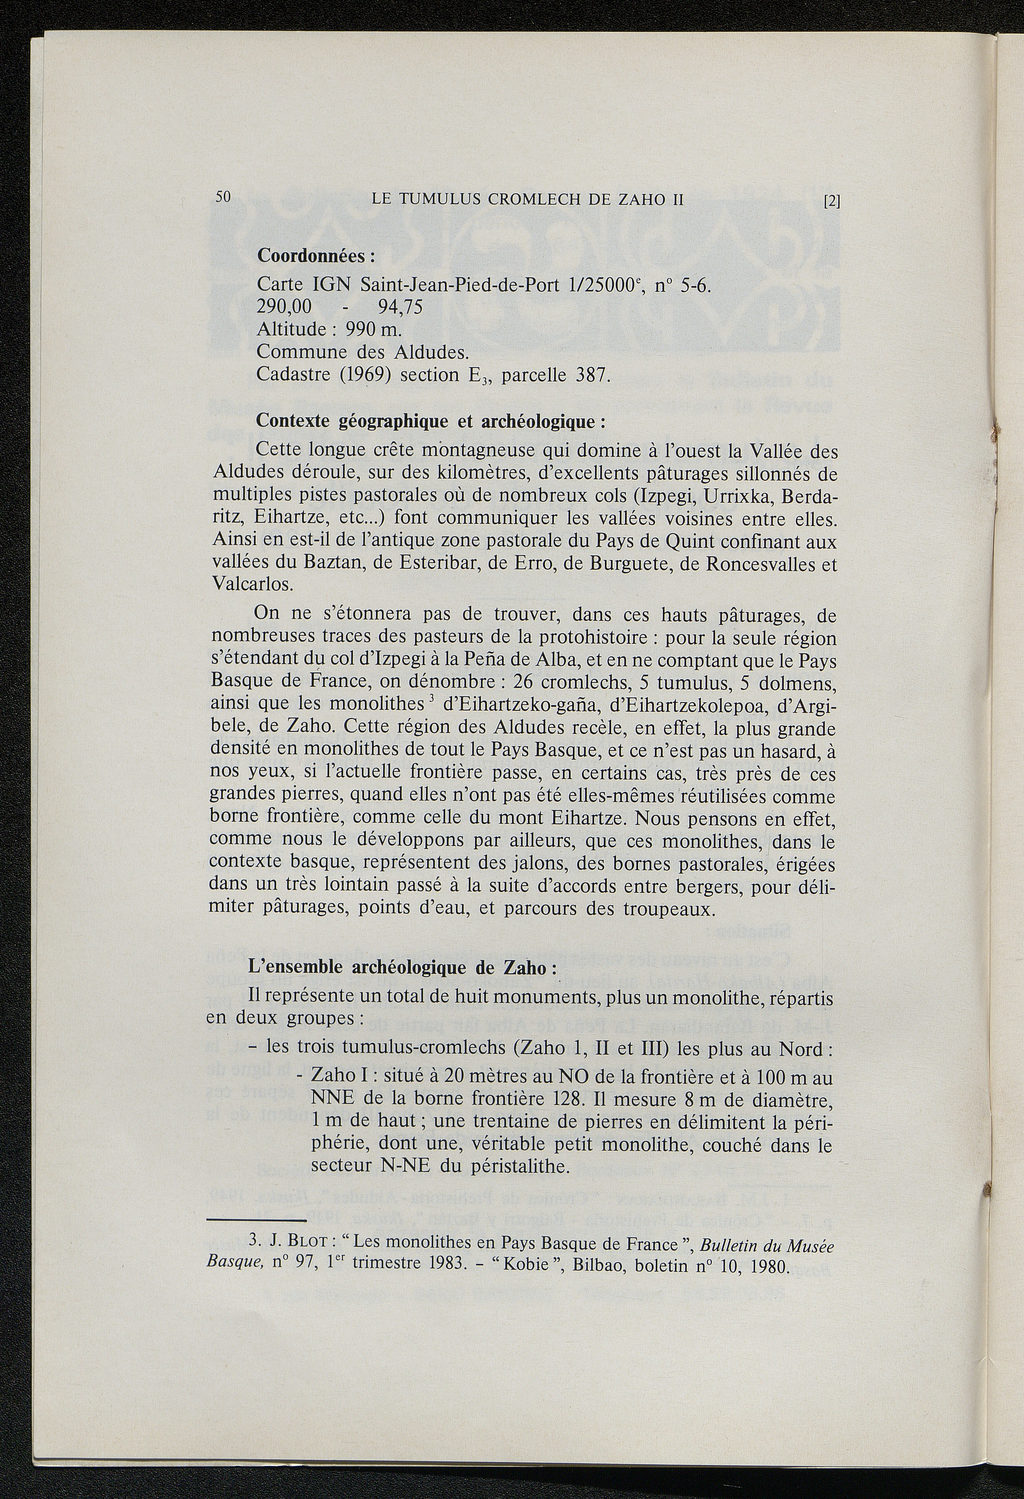 50 LE TUMULUS CROMLECH DE ZAHO II [2]
Coordonnées :
Carte IGN Saint-Jean-Pied-de-Port 1/25000e, n° 5-6.
290,00 - 94,75
Altitude : 990 m.
Commune des Aldudes.
Cadastre (1969) section E3, parcelle 387.
Contexte géographique et archéologique :
Cette longue crête montagneuse qui domine à l'ouest la Vallée des
Aldudes déroule, sur des kilomètres, d'excellents pâturages sillonnés de
multiples pistes pastorales où de nombreux cols (Izpegi, Urrixka, Berda-
ritz, Eihartze, etc...) font communiquer les vallées voisines entre elles.
Ainsi en est-il de l'antique zone pastorale du Pays de Quint confinant aux
vallées du Baztan, de Esteribar, de Erro, de Burguete, de Roncesvalles et
Valcarlos.
On ne s'étonnera pas de trouver, dans ces hauts pâturages, de
nombreuses traces des pasteurs de la protohistoire : pour la seule région
s'étendant du col d'Izpegi à la Peña de Alba, et en ne comptant que le Pays
Basque de France, on dénombre : 26 cromlechs, 5 tumulus, 5 dolmens,
ainsi que les monolithes 3 d'Eihartzeko-gaña, d'Eihartzekolepoa, d'Argi-
bele, de Zaho. Cette région des Aldudes recèle, en effet, la plus grande
densité en monolithes de tout le Pays Basque, et ce n'est pas un hasard, à
nos yeux, si l'actuelle frontière passe, en certains cas, très près de ces
grandes pierres, quand elles n'ont pas été elles-mêmes réutilisées comme
borne frontière, comme celle du mont Eihartze. Nous pensons en effet,
comme nous le développons par ailleurs, que ces monolithes, dans le
contexte basque, représentent des jalons, des bornes pastorales, érigées
dans un très lointain passé à la suite d'accords entre bergers, pour déli-
miter pâturages, points d'eau, et parcours des troupeaux.
L'ensemble archéologique de Zaho :
Il représente un total de huit monuments, plus un monolithe, répartis
en deux groupes :
– les trois tumulus-cromlechs (Zaho 1, II et III) les plus au Nord :
- Zaho I : situé à 20 mètres au NO de la frontière et à 100 m au
NNE de la borne frontière 128. Il mesure 8 m de diamètre,
1 m de haut ; une trentaine de pierres en délimitent la péri-
phérie, dont une, véritable petit monolithe, couché dans le
secteur N-NE du péristalithe.
3. J. BLOT : “ Les monolithes en Pays Basque de France ”, Bulletin du Musée
Basque, n° 97, 1er trimestre 1983. – “ Kobie ”, Bilbao, boletin n° 10, 1980.